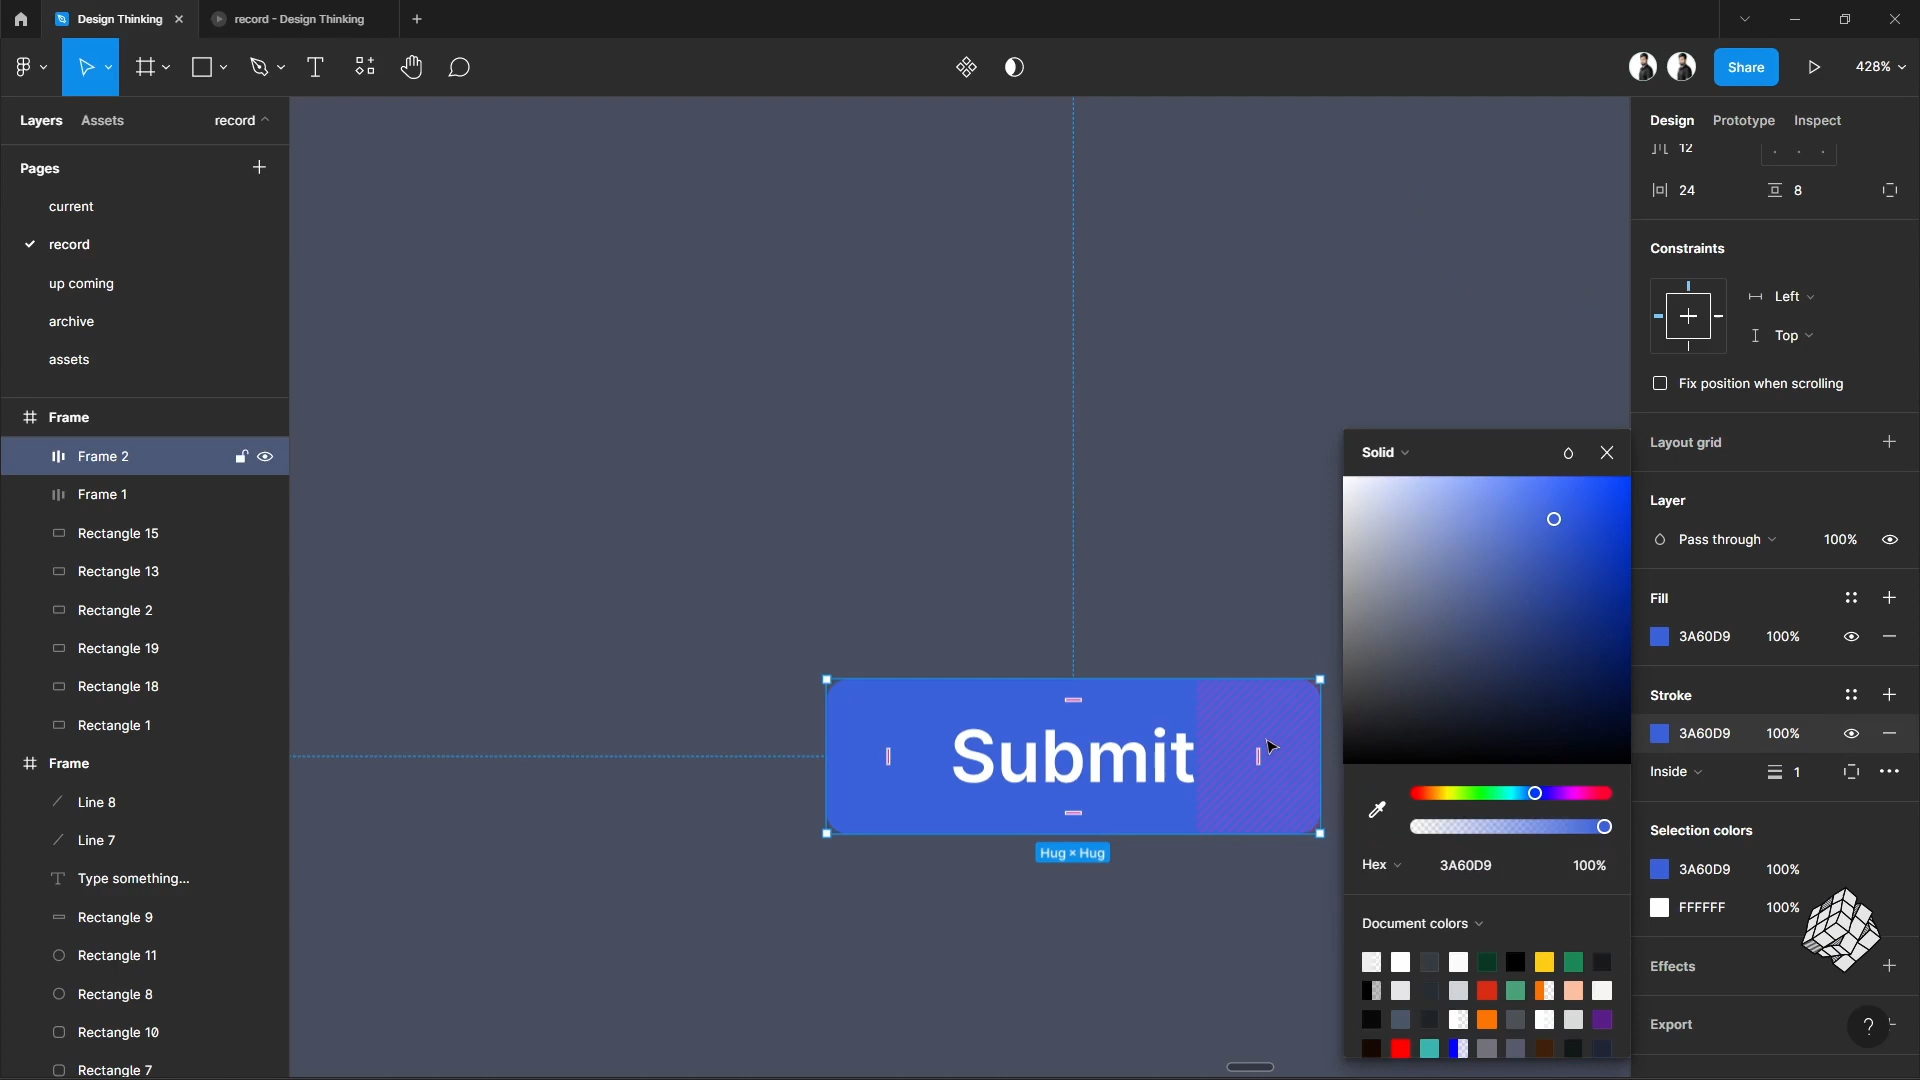 Design Thinking
record - Design Thinking
Share
428%
Layers
Assets
record
Pages
current
record
up coming
archive
assets
Frame
Frame 2
Frame 1
Rectangle 15
Rectangle 13
Rectangle 2
Rectangle 19
Rectangle 18
Rectangle 1
Frame
Line 8
Line 7
Type something...
Rectangle 9
Rectangle 11
Rectangle 8
Rectangle 10
Rectangle 7
Submit
Hug × Hug
Solid
Hex
3A60D9
100%
Document colors
Design
Prototype
Inspect
12
24
8
Constraints
Left
Top
Fix position when scrolling
Layout grid
Layer
Pass through
100%
Fill
3A60D9
100%
Stroke
3A60D9
100%
Inside
1
Selection colors
3A60D9
100%
FFFFFF
100%
Effects
Export
?